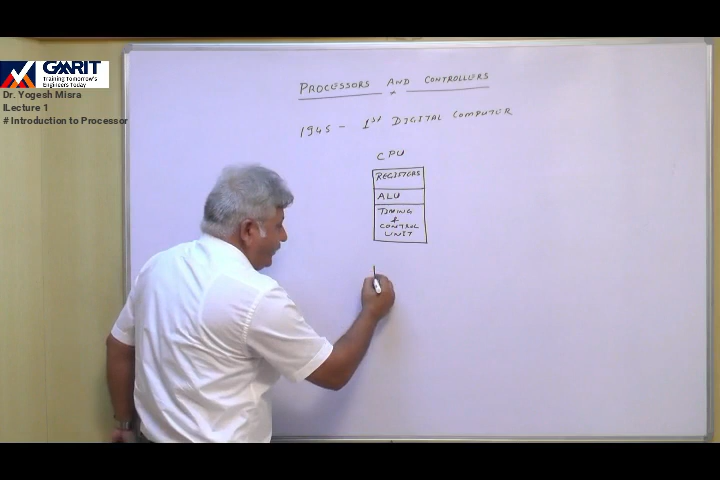 GMRIT
Training Tomorrow's
Engineers Today
Dr. Yogesh Misra
lLecture 1
# Introduction to Processor
PROCESSORS AND CONTROLLERS
1945 - 1st DIGITAL COMPUTER
CPU
REGISTORS
ALU
TIMING
+
CONTROL
UNIT